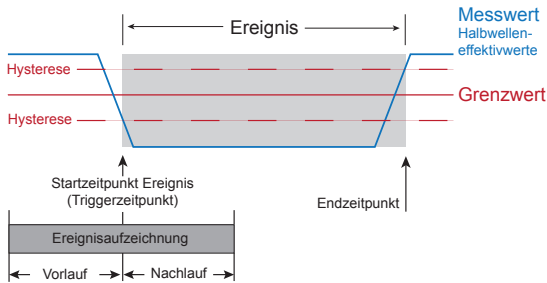 Ereignis
Messwert
Halbwellen-
effektivwerte
Hysterese
Grenzwert
Hysterese
Startzeitpunkt Ereignis
(Triggerzeitpunkt)
Endzeitpunkt
Ereignisaufzeichnung
Vorlauf
Nachlauf